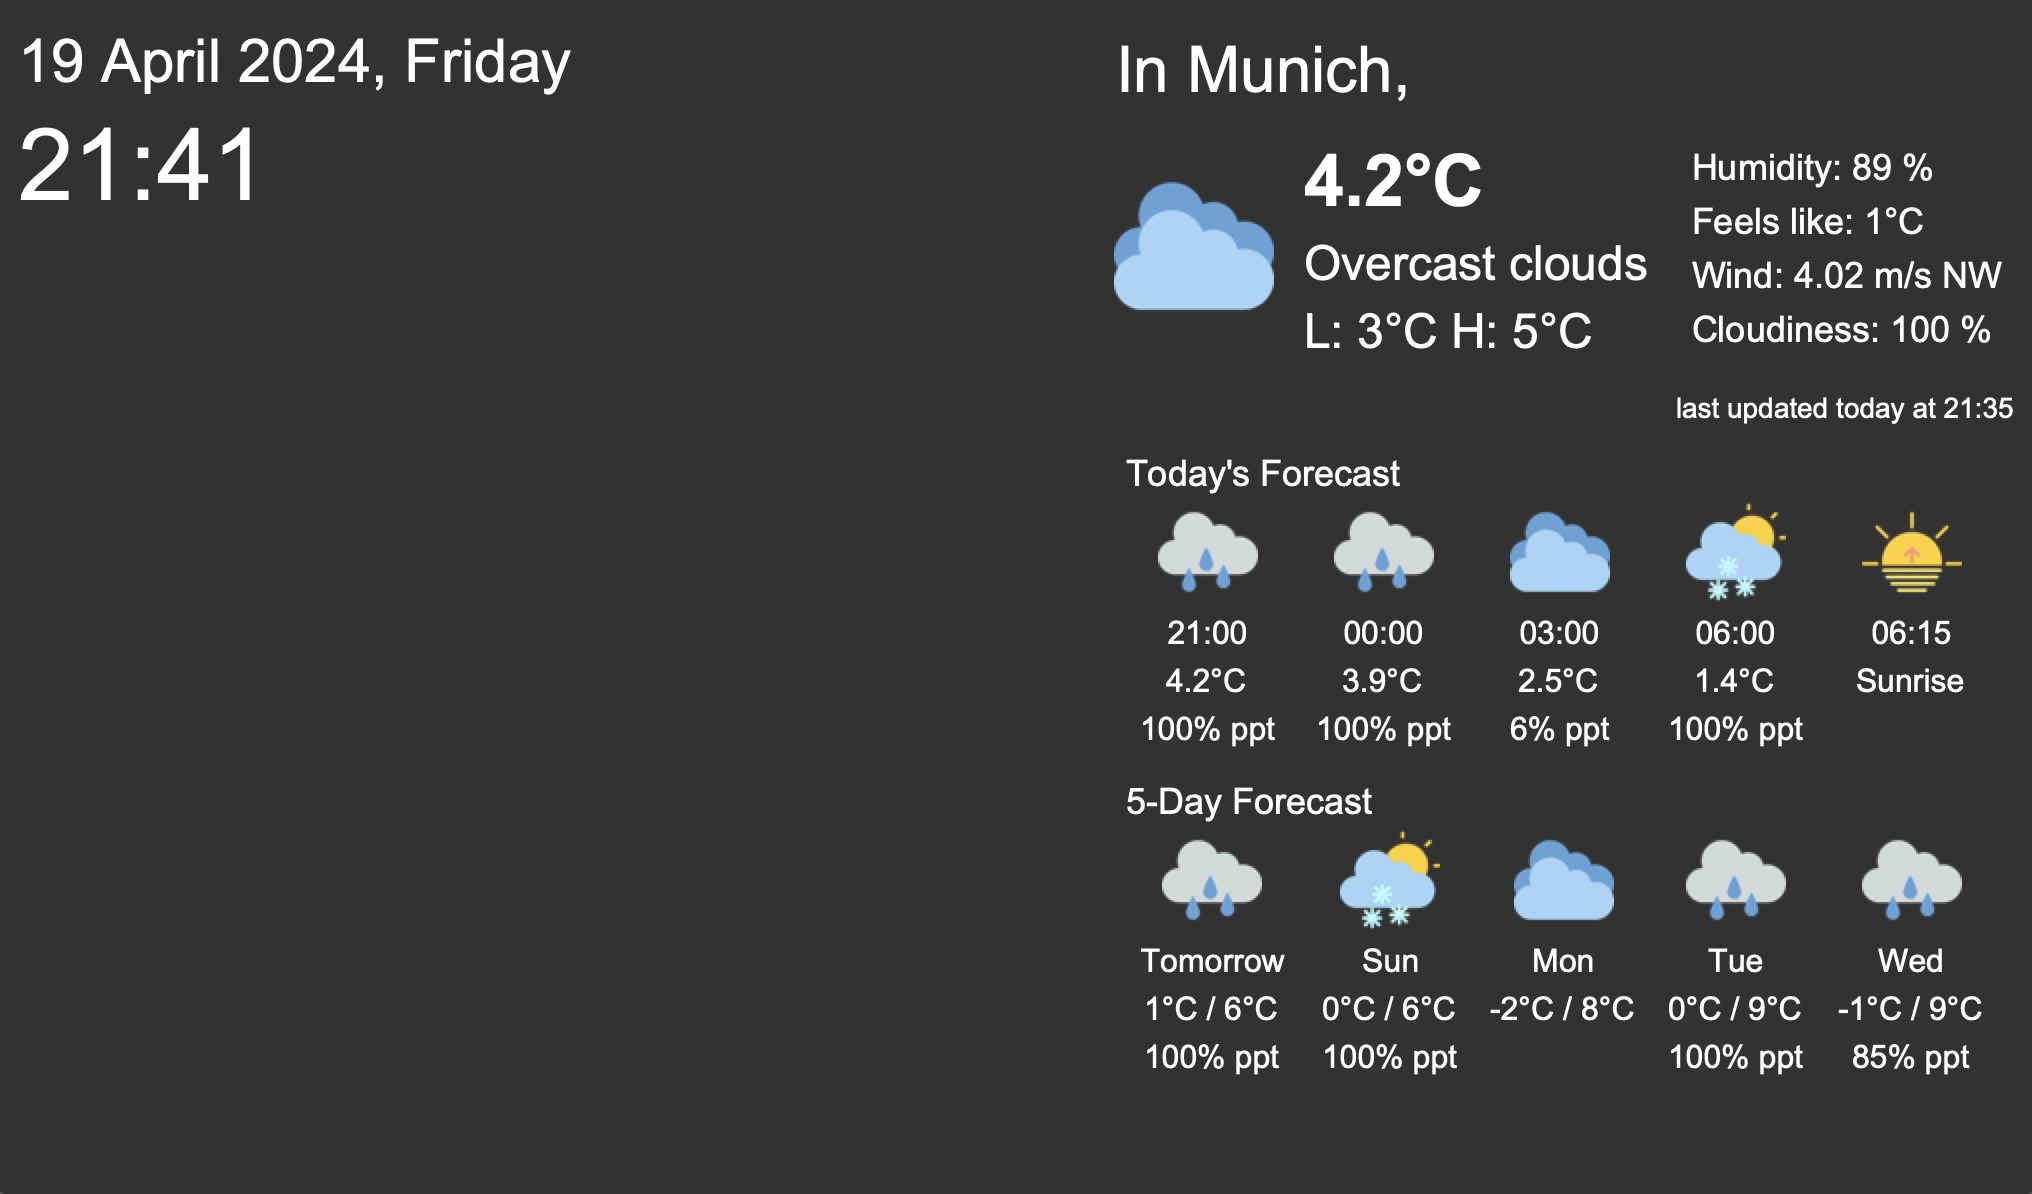 19 April 2024, Friday
21:41
In Munich,
4.2°C
Overcast clouds
L: 3°C H: 5°C
Humidity: 89 %
Feels like: 1°C
Wind: 4.02 m/s NW
Cloudiness: 100 %
last updated today at 21:35
Today's Forecast
21:00 00:00 03:00 06:00 06:15
4.2°C 3.9°C 2.5°C 1.4°C Sunrise
100% ppt 100% ppt 6% ppt 100% ppt
5-Day Forecast
Tomorrow Sun Mon Tue Wed
1°C / 6°C 0°C / 6°C -2°C / 8°C 0°C / 9°C -1°C / 9°C
100% ppt 100% ppt 100% ppt 85% ppt